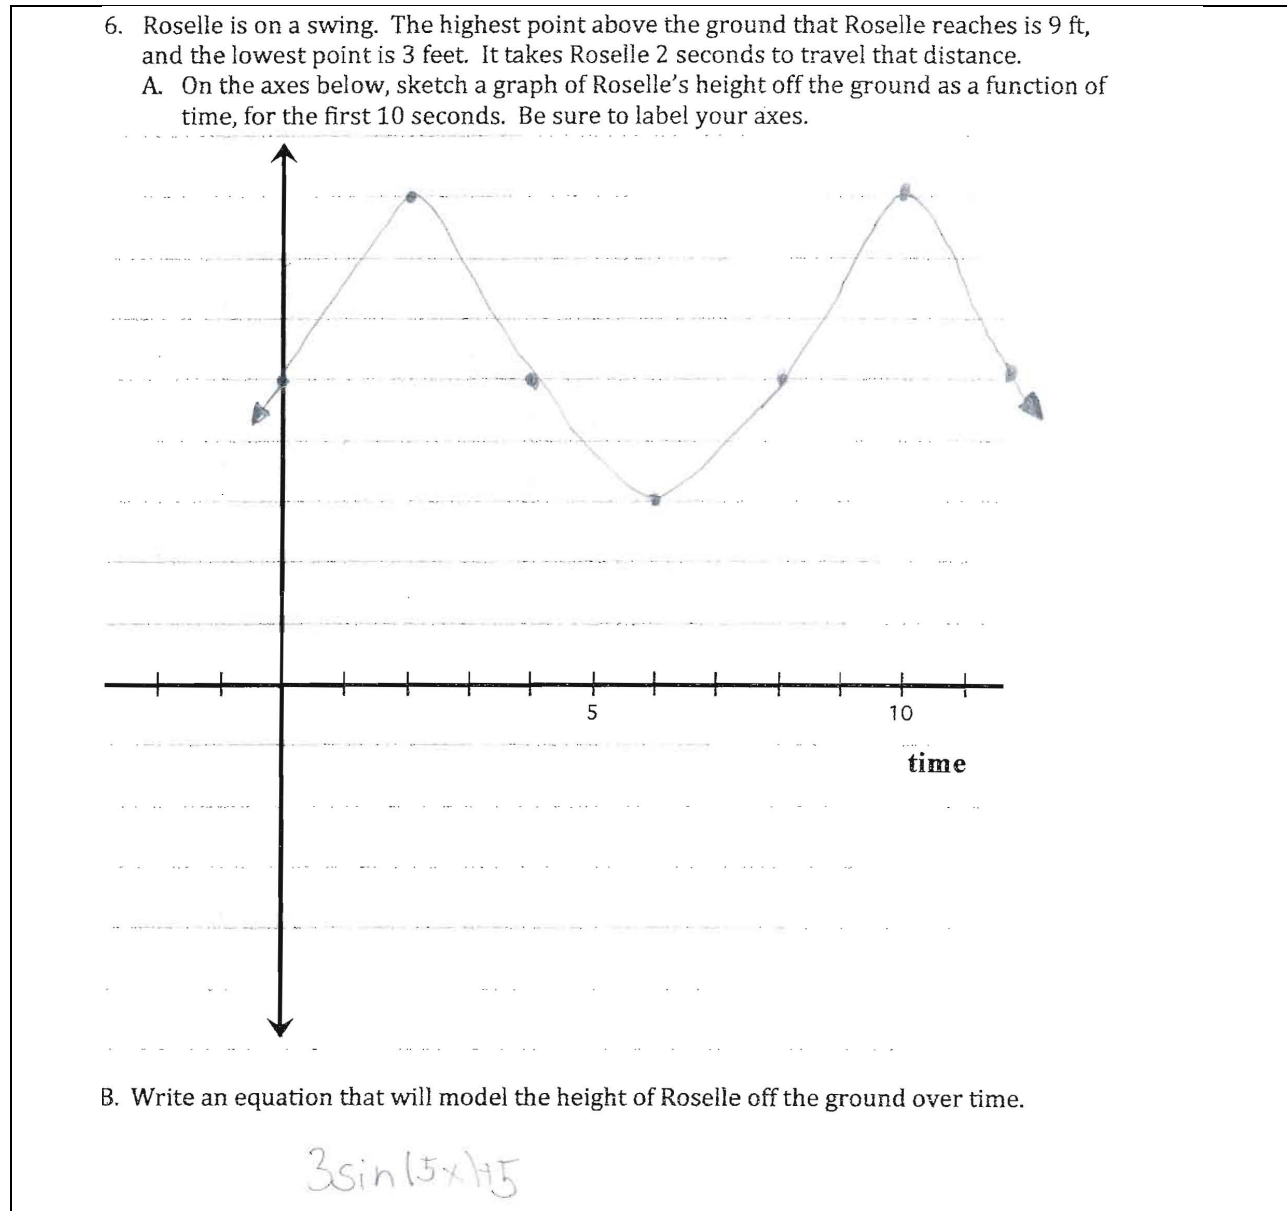 6. Roselle is on a swing. The highest point above the ground that Roselle reaches is 9 ft,
and the lowest point is 3 feet. It takes Roselle 2 seconds to travel that distance.
A. On the axes below, sketch a graph of Roselle's height off the ground as a function of
time, for the first 10 seconds. Be sure to label your axes.
5 10
time
B. Write an equation that will model the height of Roselle off the ground over time.
3sin(5x)+5